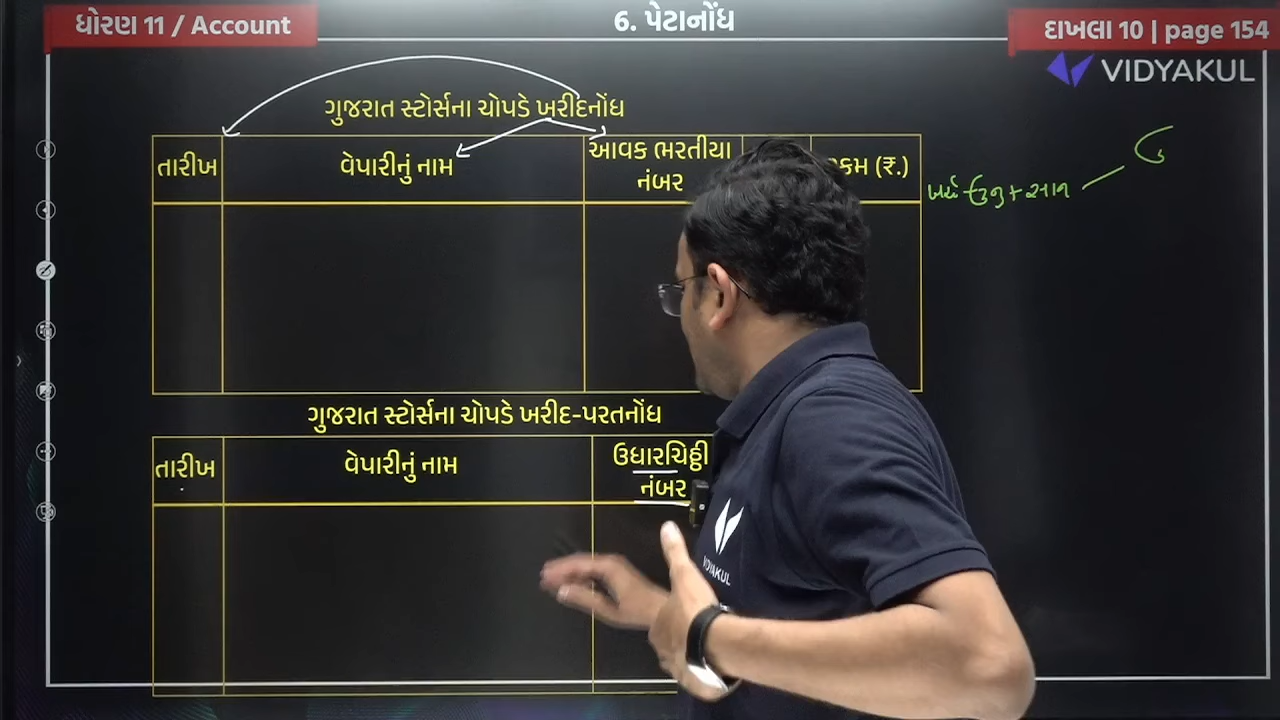 ધોરણ 11 / Account
6. પેટાનોંધ
દાખલા 10 | page 154
VIDYAKUL
ગુજરાત સ્ટોર્સના ચોપડે ખરીદનોંધ
તારીખ
વેપારીનું નામ
આવક ભરતીયા
નંબર
(₹.)
ગુજરાત સ્ટોર્સના ચોપડે ખરીદ-પરતનોંધ
તારીખ
વેપારીનું નામ
ઉધારચિઠ્ઠી
નંબર
VIDYAKUL